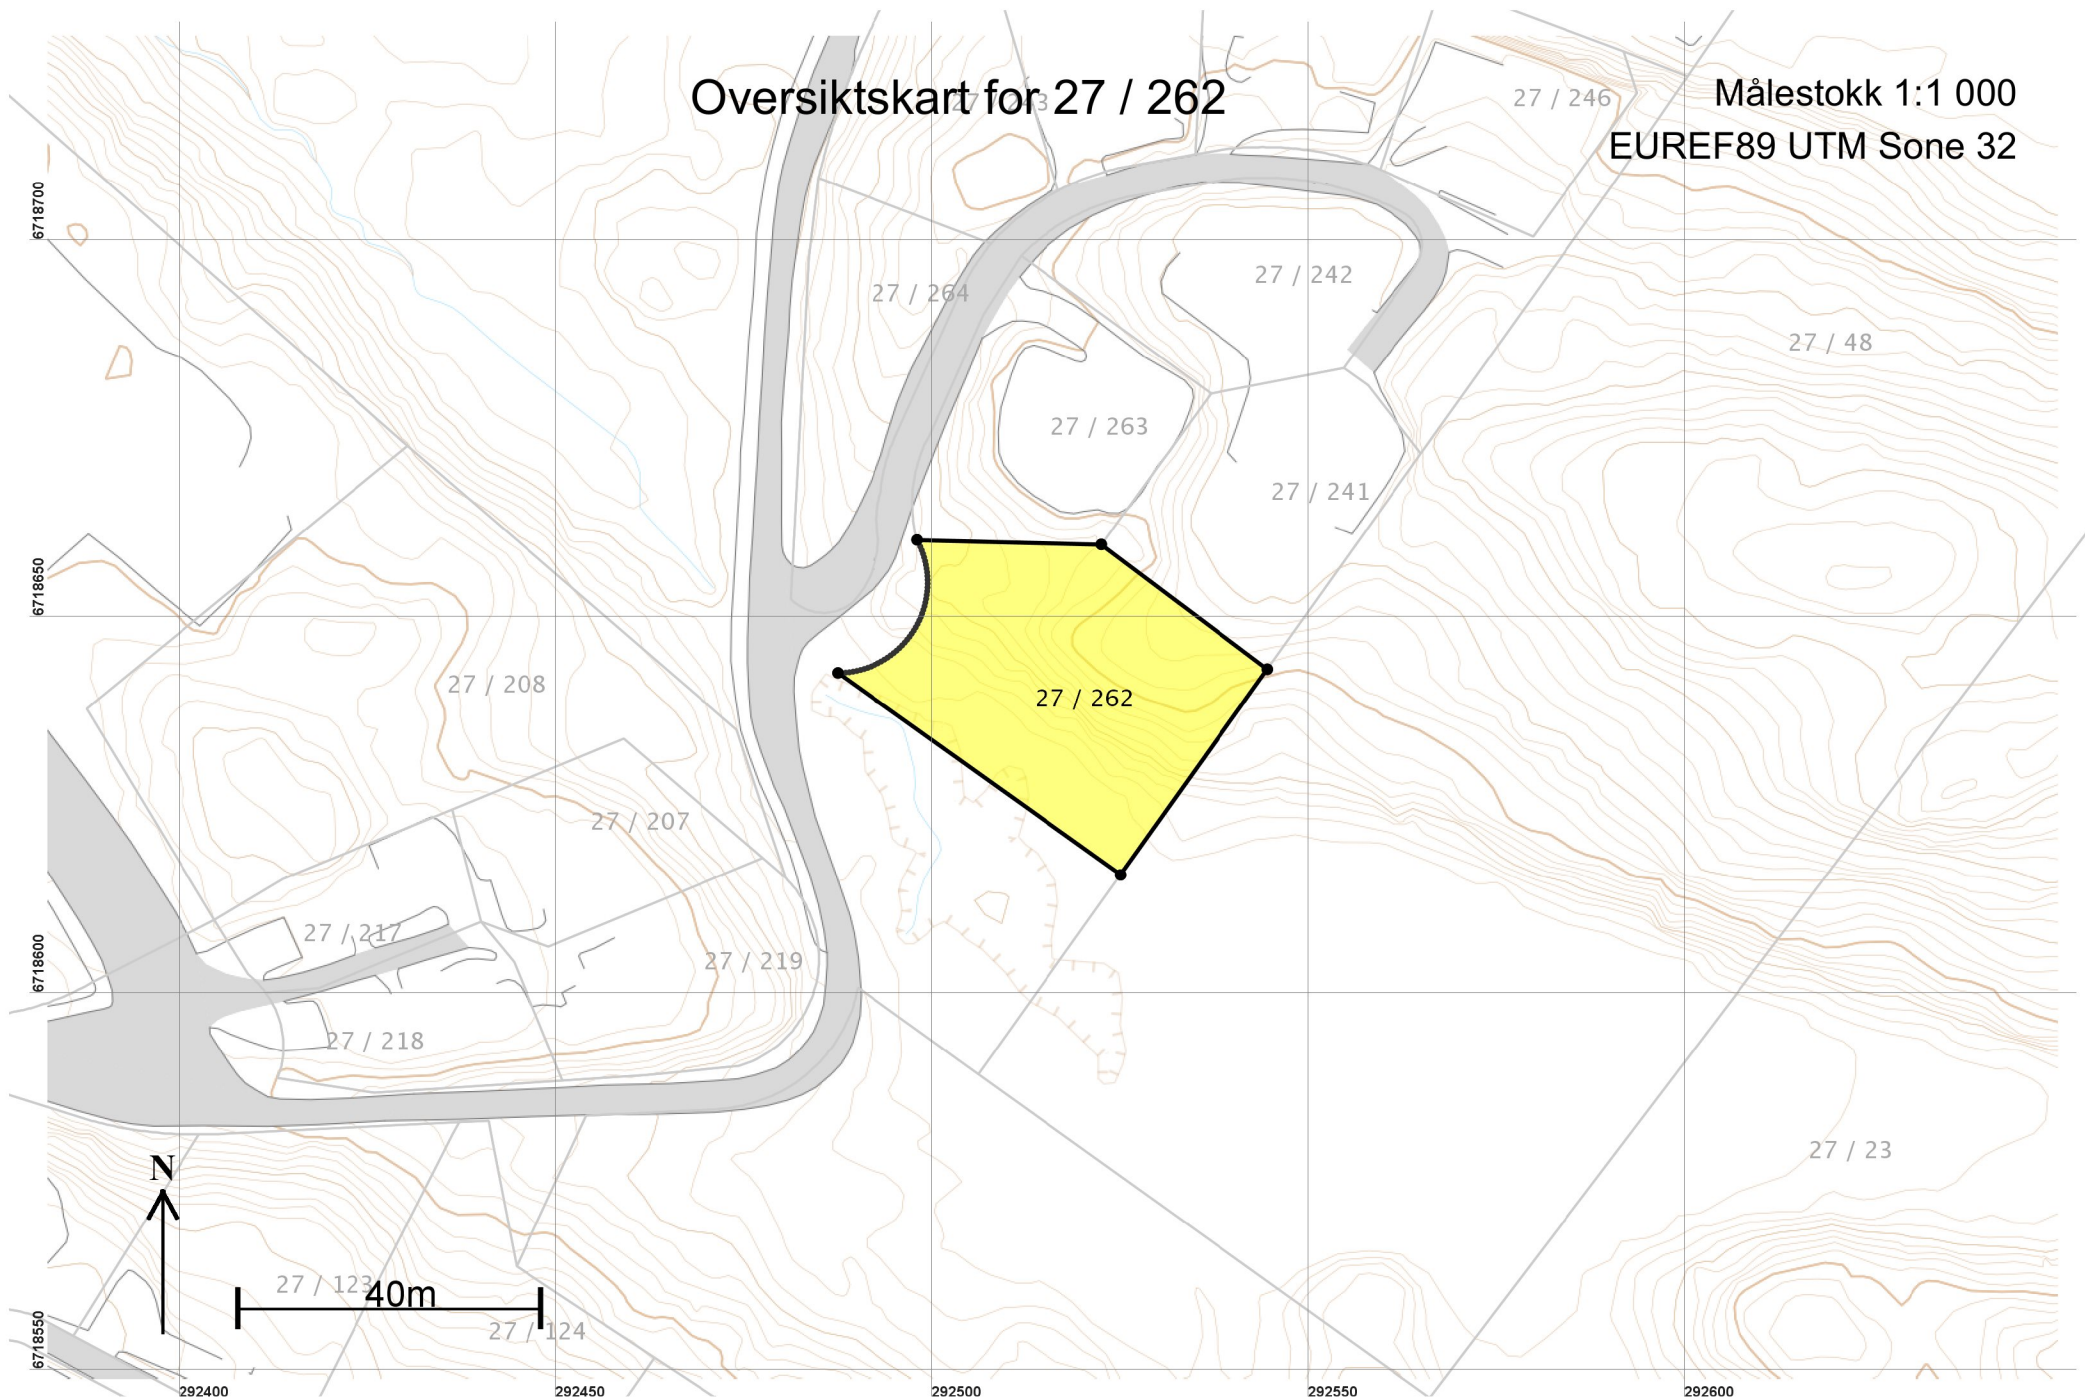 Oversiktskart for 27 / 262
Målestokk 1:1 000
EUREF89 UTM Sone 32
27 / 243
27 / 246
6718700
27 / 264
27 / 242
27 / 48
27 / 263
27 / 241
6718650
27 / 208
27 / 262
27 / 207
27 / 217
27 / 219
6718600
27 / 218
27 / 23
N
27 / 123
40m
27 / 124
6718550
292400
292450
292500
292550
292600